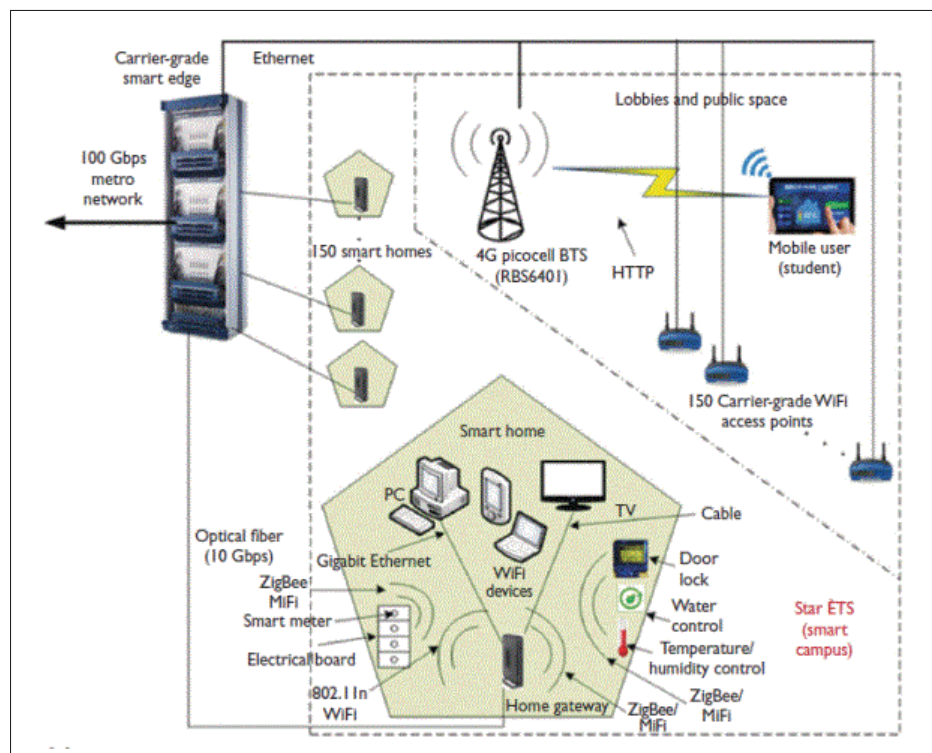 Carrier-grade
smart edge
Ethernet
Lobbies and public space
100 Gbps
metro
network
150 smart homes
4G picocell BTS
(RBS6401)
HTTP
Mobile user
(student)
150 Carrier-grade WiFi
access points
Smart home
PC
TV
Cable
Optical fiber
(10 Gbps)
Gigabit Ethernet
WiFi
devices
Door
lock
ZigBee
MiFi
Smart meter
Water
control
Star ÈTS
(smart
campus)
Electrical board
Temperature/
humidity control
802.11n
WiFi
Home gateway
ZigBee/
MiFi
ZigBee/
MiFi